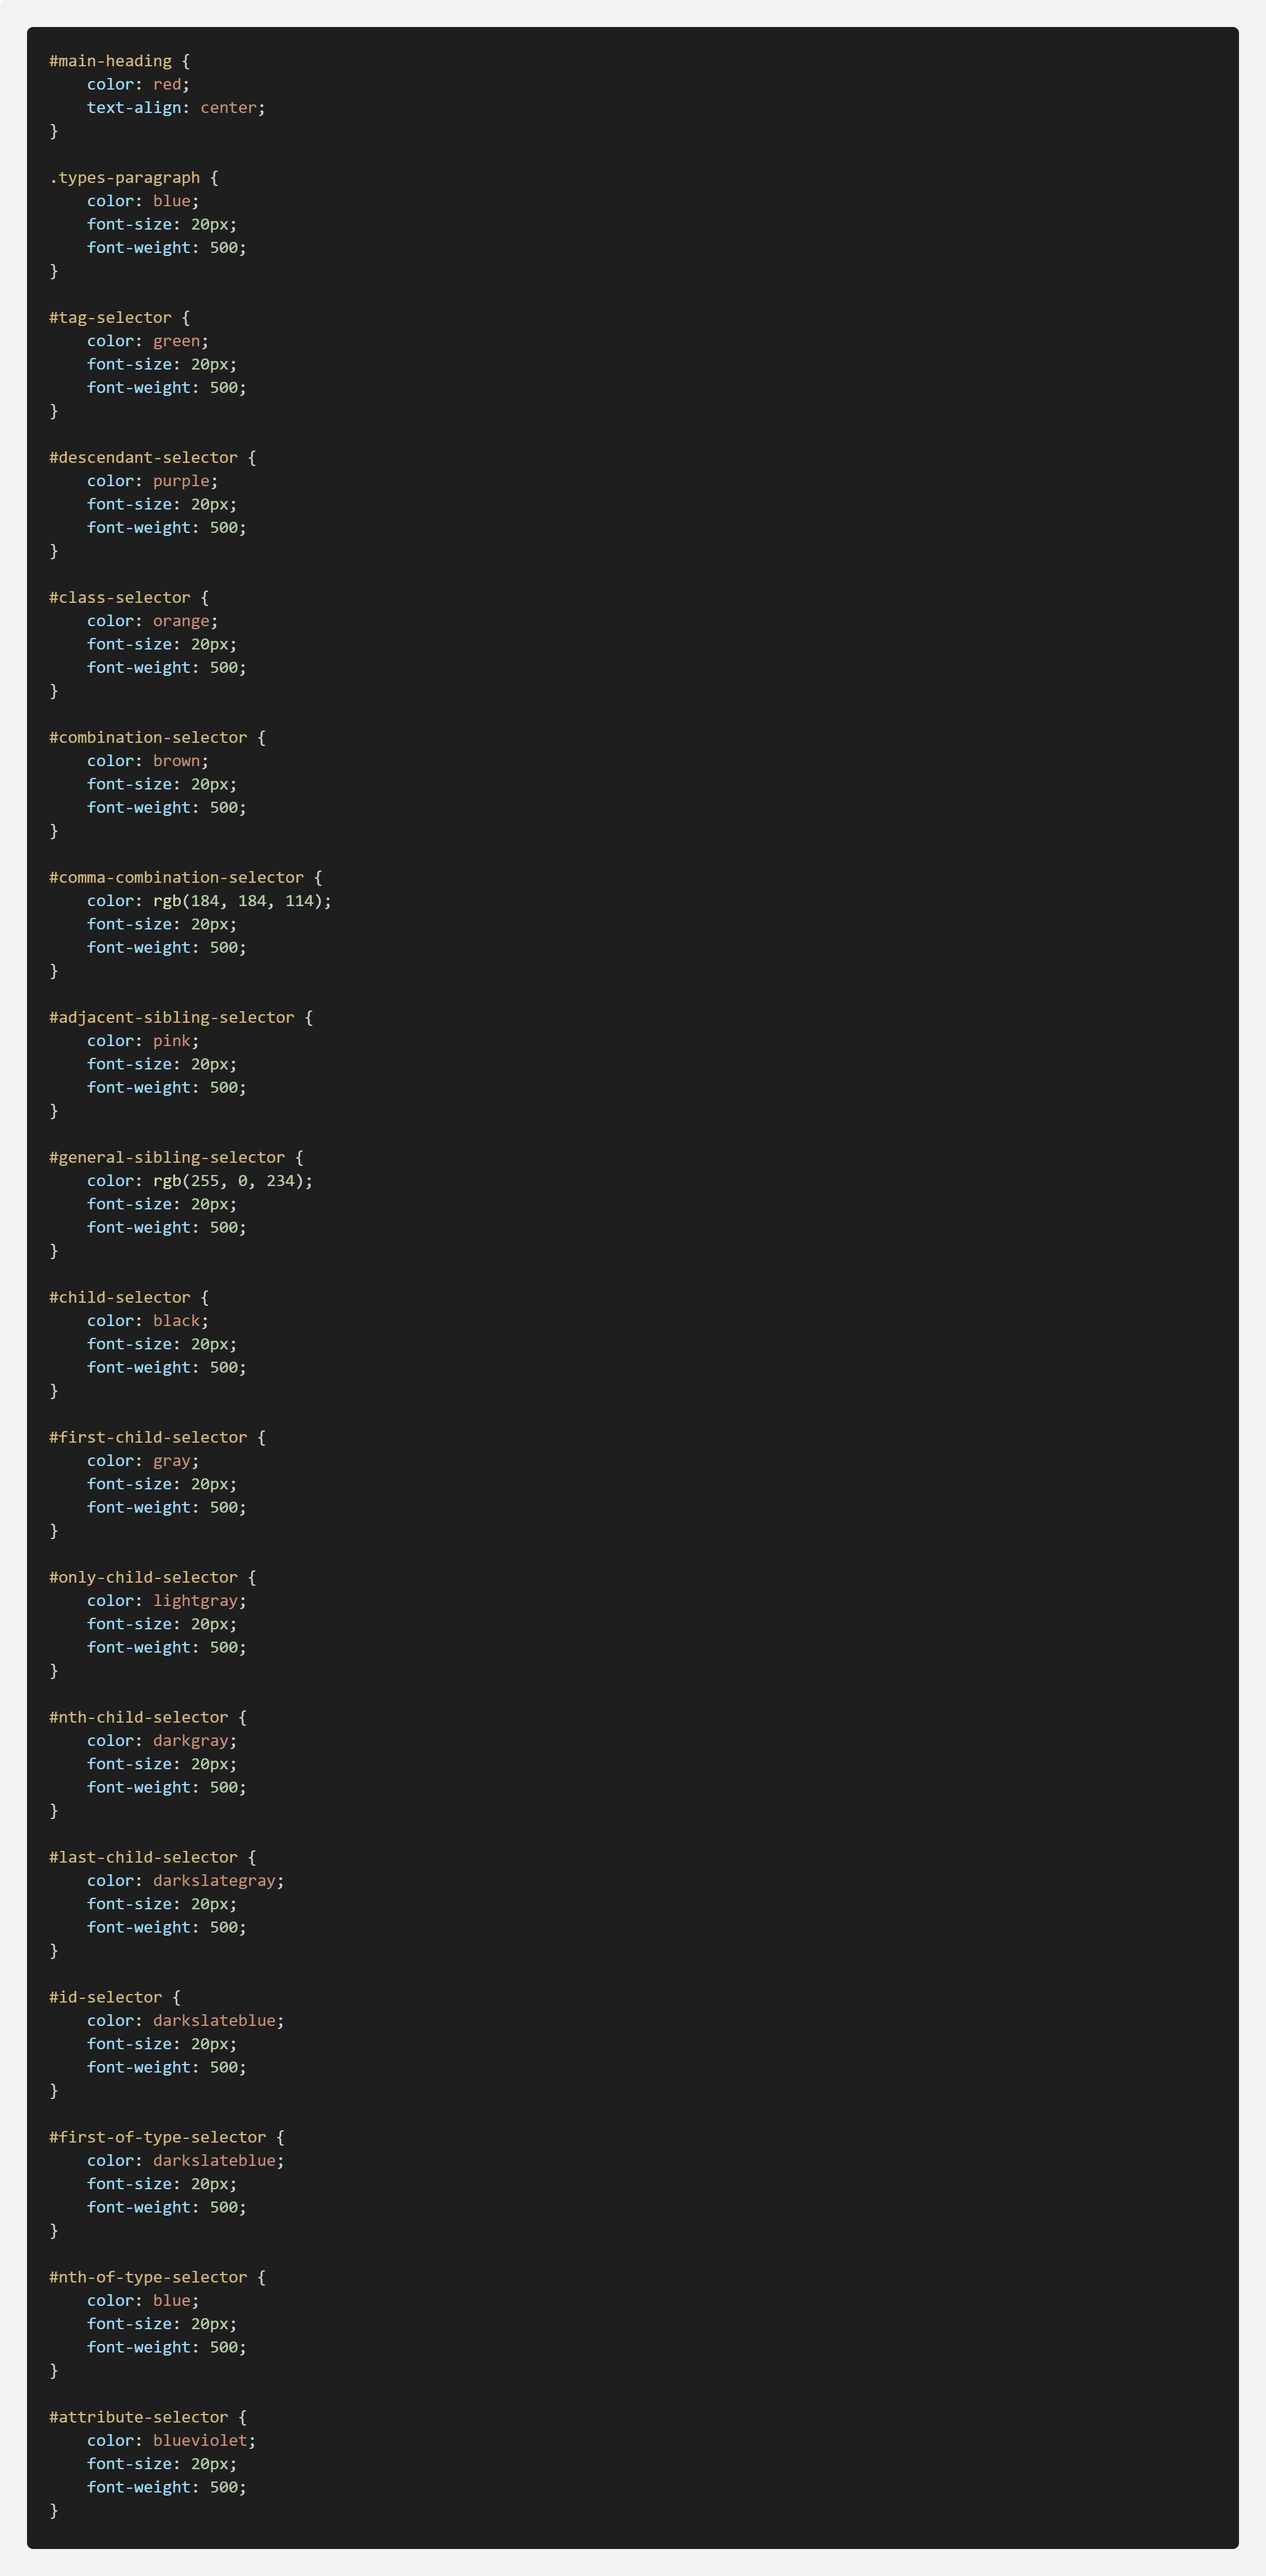 #main-heading {
    color: red;
    text-align: center;
}

.types-paragraph {
    color: blue;
    font-size: 20px;
    font-weight: 500;
}

#tag-selector {
    color: green;
    font-size: 20px;
    font-weight: 500;
}

#descendant-selector {
    color: purple;
    font-size: 20px;
    font-weight: 500;
}

#class-selector {
    color: orange;
    font-size: 20px;
    font-weight: 500;
}

#combination-selector {
    color: brown;
    font-size: 20px;
    font-weight: 500;
}

#comma-combination-selector {
    color: rgb(184, 184, 114);
    font-size: 20px;
    font-weight: 500;
}

#adjacent-sibling-selector {
    color: pink;
    font-size: 20px;
    font-weight: 500;
}

#general-sibling-selector {
    color: rgb(255, 0, 234);
    font-size: 20px;
    font-weight: 500;
}

#child-selector {
    color: black;
    font-size: 20px;
    font-weight: 500;
}

#first-child-selector {
    color: gray;
    font-size: 20px;
    font-weight: 500;
}

#only-child-selector {
    color: lightgray;
    font-size: 20px;
    font-weight: 500;
}

#nth-child-selector {
    color: darkgray;
    font-size: 20px;
    font-weight: 500;
}

#last-child-selector {
    color: darkslategray;
    font-size: 20px;
    font-weight: 500;
}

#id-selector {
    color: darkslateblue;
    font-size: 20px;
    font-weight: 500;
}

#first-of-type-selector {
    color: darkslateblue;
    font-size: 20px;
    font-weight: 500;
}

#nth-of-type-selector {
    color: blue;
    font-size: 20px;
    font-weight: 500;
}

#attribute-selector {
    color: blueviolet;
    font-size: 20px;
    font-weight: 500;
}